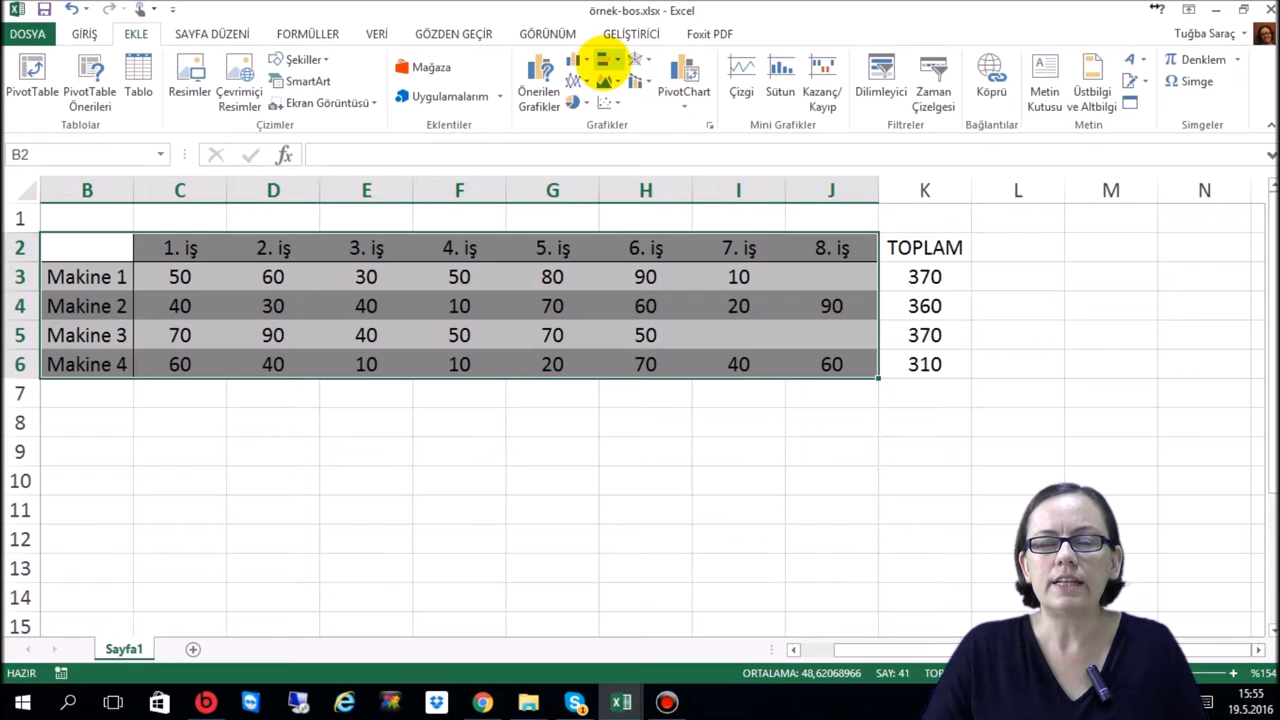 örnek-bos.xlsx - Excel
DOSYA GİRİŞ EKLE SAYFA DÜZENİ FORMÜLLER VERİ GÖZDEN GEÇİR GÖRÜNÜM GELİŞTİRİCİ Foxit PDF Tuğba Saraç
PivotTable PivotTable Önerileri Tablo
Tablolar
Resimler Çevrimiçi Resimler Şekiller SmartArt Ekran Görüntüsü
Çizimler
Mağaza Uygulamalarım
Eklentiler
Önerilen Grafikler PivotChart
Grafikler
Çizgi Sütun Kazanç/Kayıp
Mini Grafikler
Dilimleyici Zaman Çizelgesi
Filtreler
Köprü
Bağlantılar
Metin Kutusu Üstbilgi ve Altbilgi
Metin
Denklem Simge
Simgeler
B2 fx
B C D E F G H I J K L M N
1
2 1. iş 2. iş 3. iş 4. iş 5. iş 6. iş 7. iş 8. iş TOPLAM
3 Makine 1 50 60 30 50 80 90 10 370
4 Makine 2 40 30 40 10 70 60 20 90 360
5 Makine 3 70 90 40 50 70 50 370
6 Makine 4 60 40 10 10 20 70 40 60 310
7
8
9
10
11
12
13
14
15
Sayfa1
HAZIR ORTALAMA: 48,62068966 SAY: 41 %154
15:55
19.5.2016